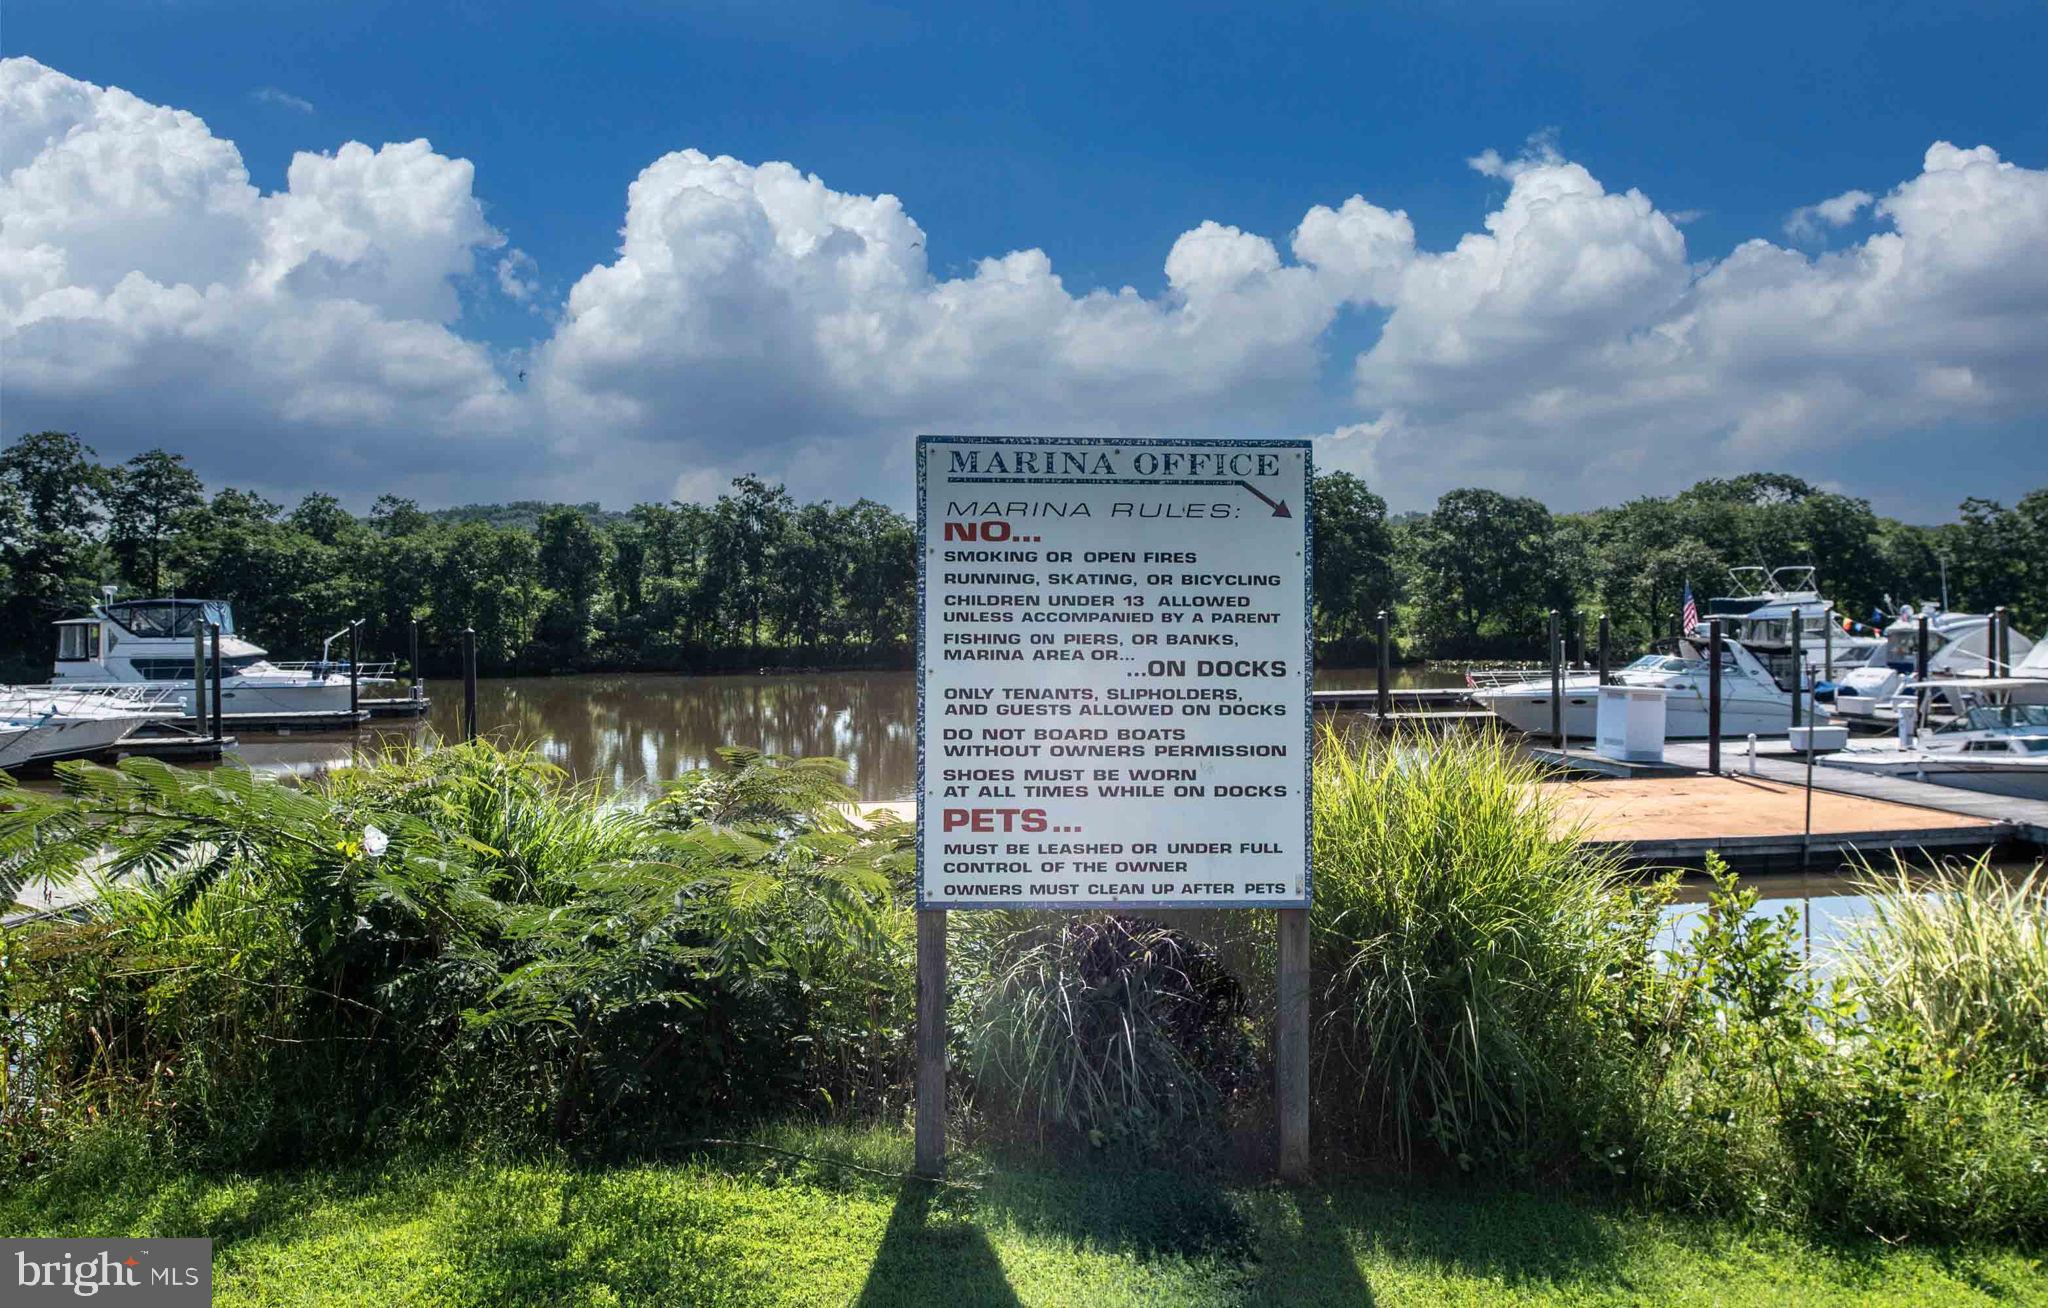 MARINA OFFICE
MARINA RULES:
NO...
SMOKING OR OPEN FIRES
RUNNING, SKATING, OR BICYCLING
CHILDREN UNDER 13 ALLOWED
UNLESS ACCOMPANIED BY A PARENT
FISHING ON PIERS, OR BANKS,
MARINA AREA OR...
...ON DOCKS
ONLY TENANTS, SLIPHOLDERS,
AND GUESTS ALLOWED ON DOCKS
DO NOT BOARD BOATS
WITHOUT OWNERS PERMISSION
SHOES MUST BE WORN
AT ALL TIMES WHILE ON DOCKS
PETS...
MUST BE LEASHED OR UNDER FULL
CONTROL OF THE OWNER
OWNERS MUST CLEAN UP AFTER PETS
bright™ MLS